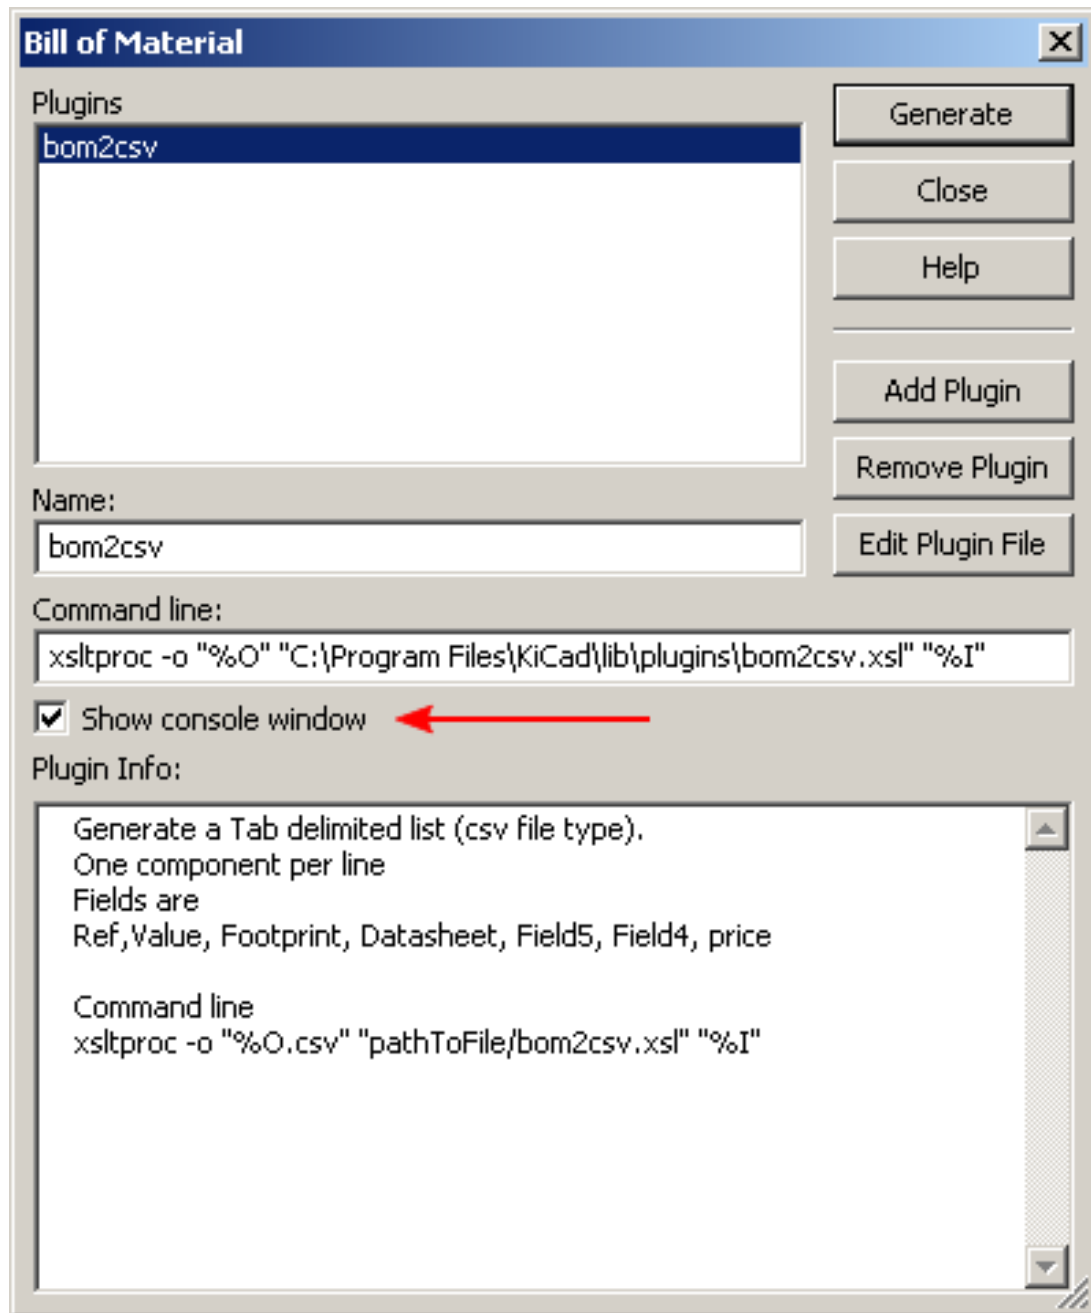 Bill of Material
Plugins
bom2csv
Generate
Close
Help
Add Plugin
Remove Plugin
Edit Plugin File
Name:
bom2csv
Command line:
xsltproc -o "%O" "C:\Program Files\KiCad\lib\plugins\bom2csv.xsl" "%I"
Show console window
Plugin Info:
Generate a Tab delimited list (csv file type).
One component per line
Fields are
Ref,Value, Footprint, Datasheet, Field5, Field4, price
Command line
xsltproc -o "%O.csv" "pathToFile/bom2csv.xsl" "%I"